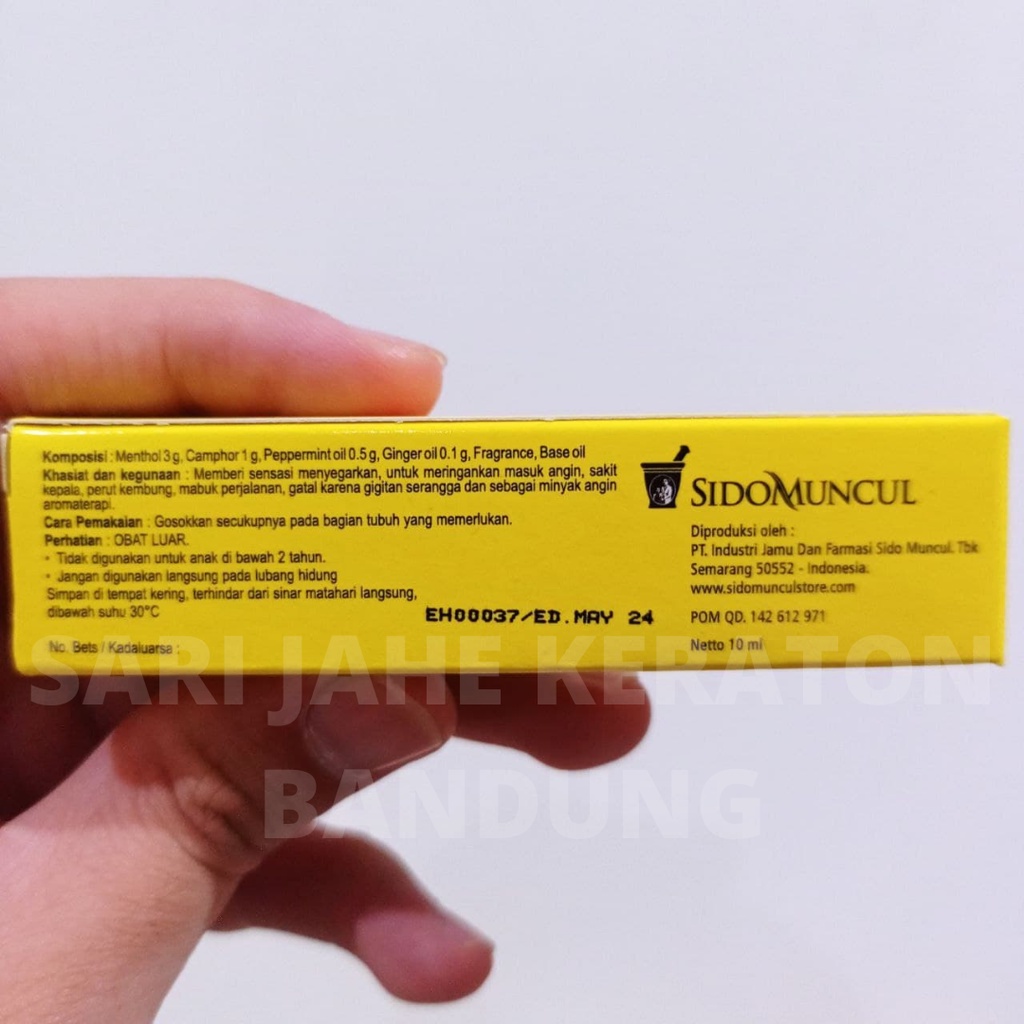 Komposisi : Menthol 3 g, Camphor 1 g, Peppermint oil 0.5 g, Ginger oil 0.1 g, Fragrance, Base oil
Khasiat dan kegunaan : Memberi sensasi menyegarkan, untuk meringankan masuk angin, sakit
kepala, perut kembung, mabuk perjalanan, gatal karena gigitan serangga dan sebagai minyak angin
aromaterapi.
Cara Pemakaian : Gosokkan secukupnya pada bagian tubuh yang memerlukan.
Perhatian : OBAT LUAR.
• Tidak digunakan untuk anak di bawah 2 tahun.
• Jangan digunakan langsung pada lubang hidung
Simpan di tempat kering, terhindar dari sinar matahari langsung,
dibawah suhu 30°C
No. Bets / Kadaluarsa :
EH00037/ED.MAY 24
SIDOMUNCUL
Diproduksi oleh :
PT. Industri Jamu Dan Farmasi Sido Muncul. Tbk
Semarang 50552 - Indonesia.
www.sidomunculstore.com
POM QD. 142 612 971
Netto 10 ml
SARI JAHE KERATON
BANDUNG